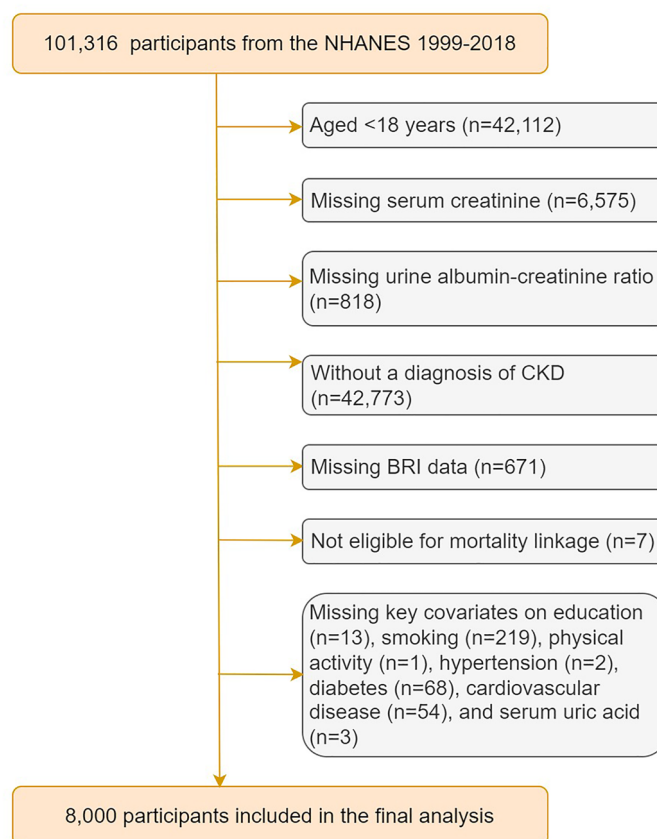 101,316 participants from the NHANES 1999-2018
Aged <18 years (n=42,112)
Missing serum creatinine (n=6,575)
Missing urine albumin-creatinine ratio
(n=818)
Without a diagnosis of CKD
(n=42,773)
Missing BRI data (n=671)
Not eligible for mortality linkage (n=7)
Missing key covariates on education
(n=13), smoking (n=219), physical
activity (n=1), hypertension (n=2),
diabetes (n=68), cardiovascular
disease (n=54), and serum uric acid
(n=3)
8,000 participants included in the final analysis